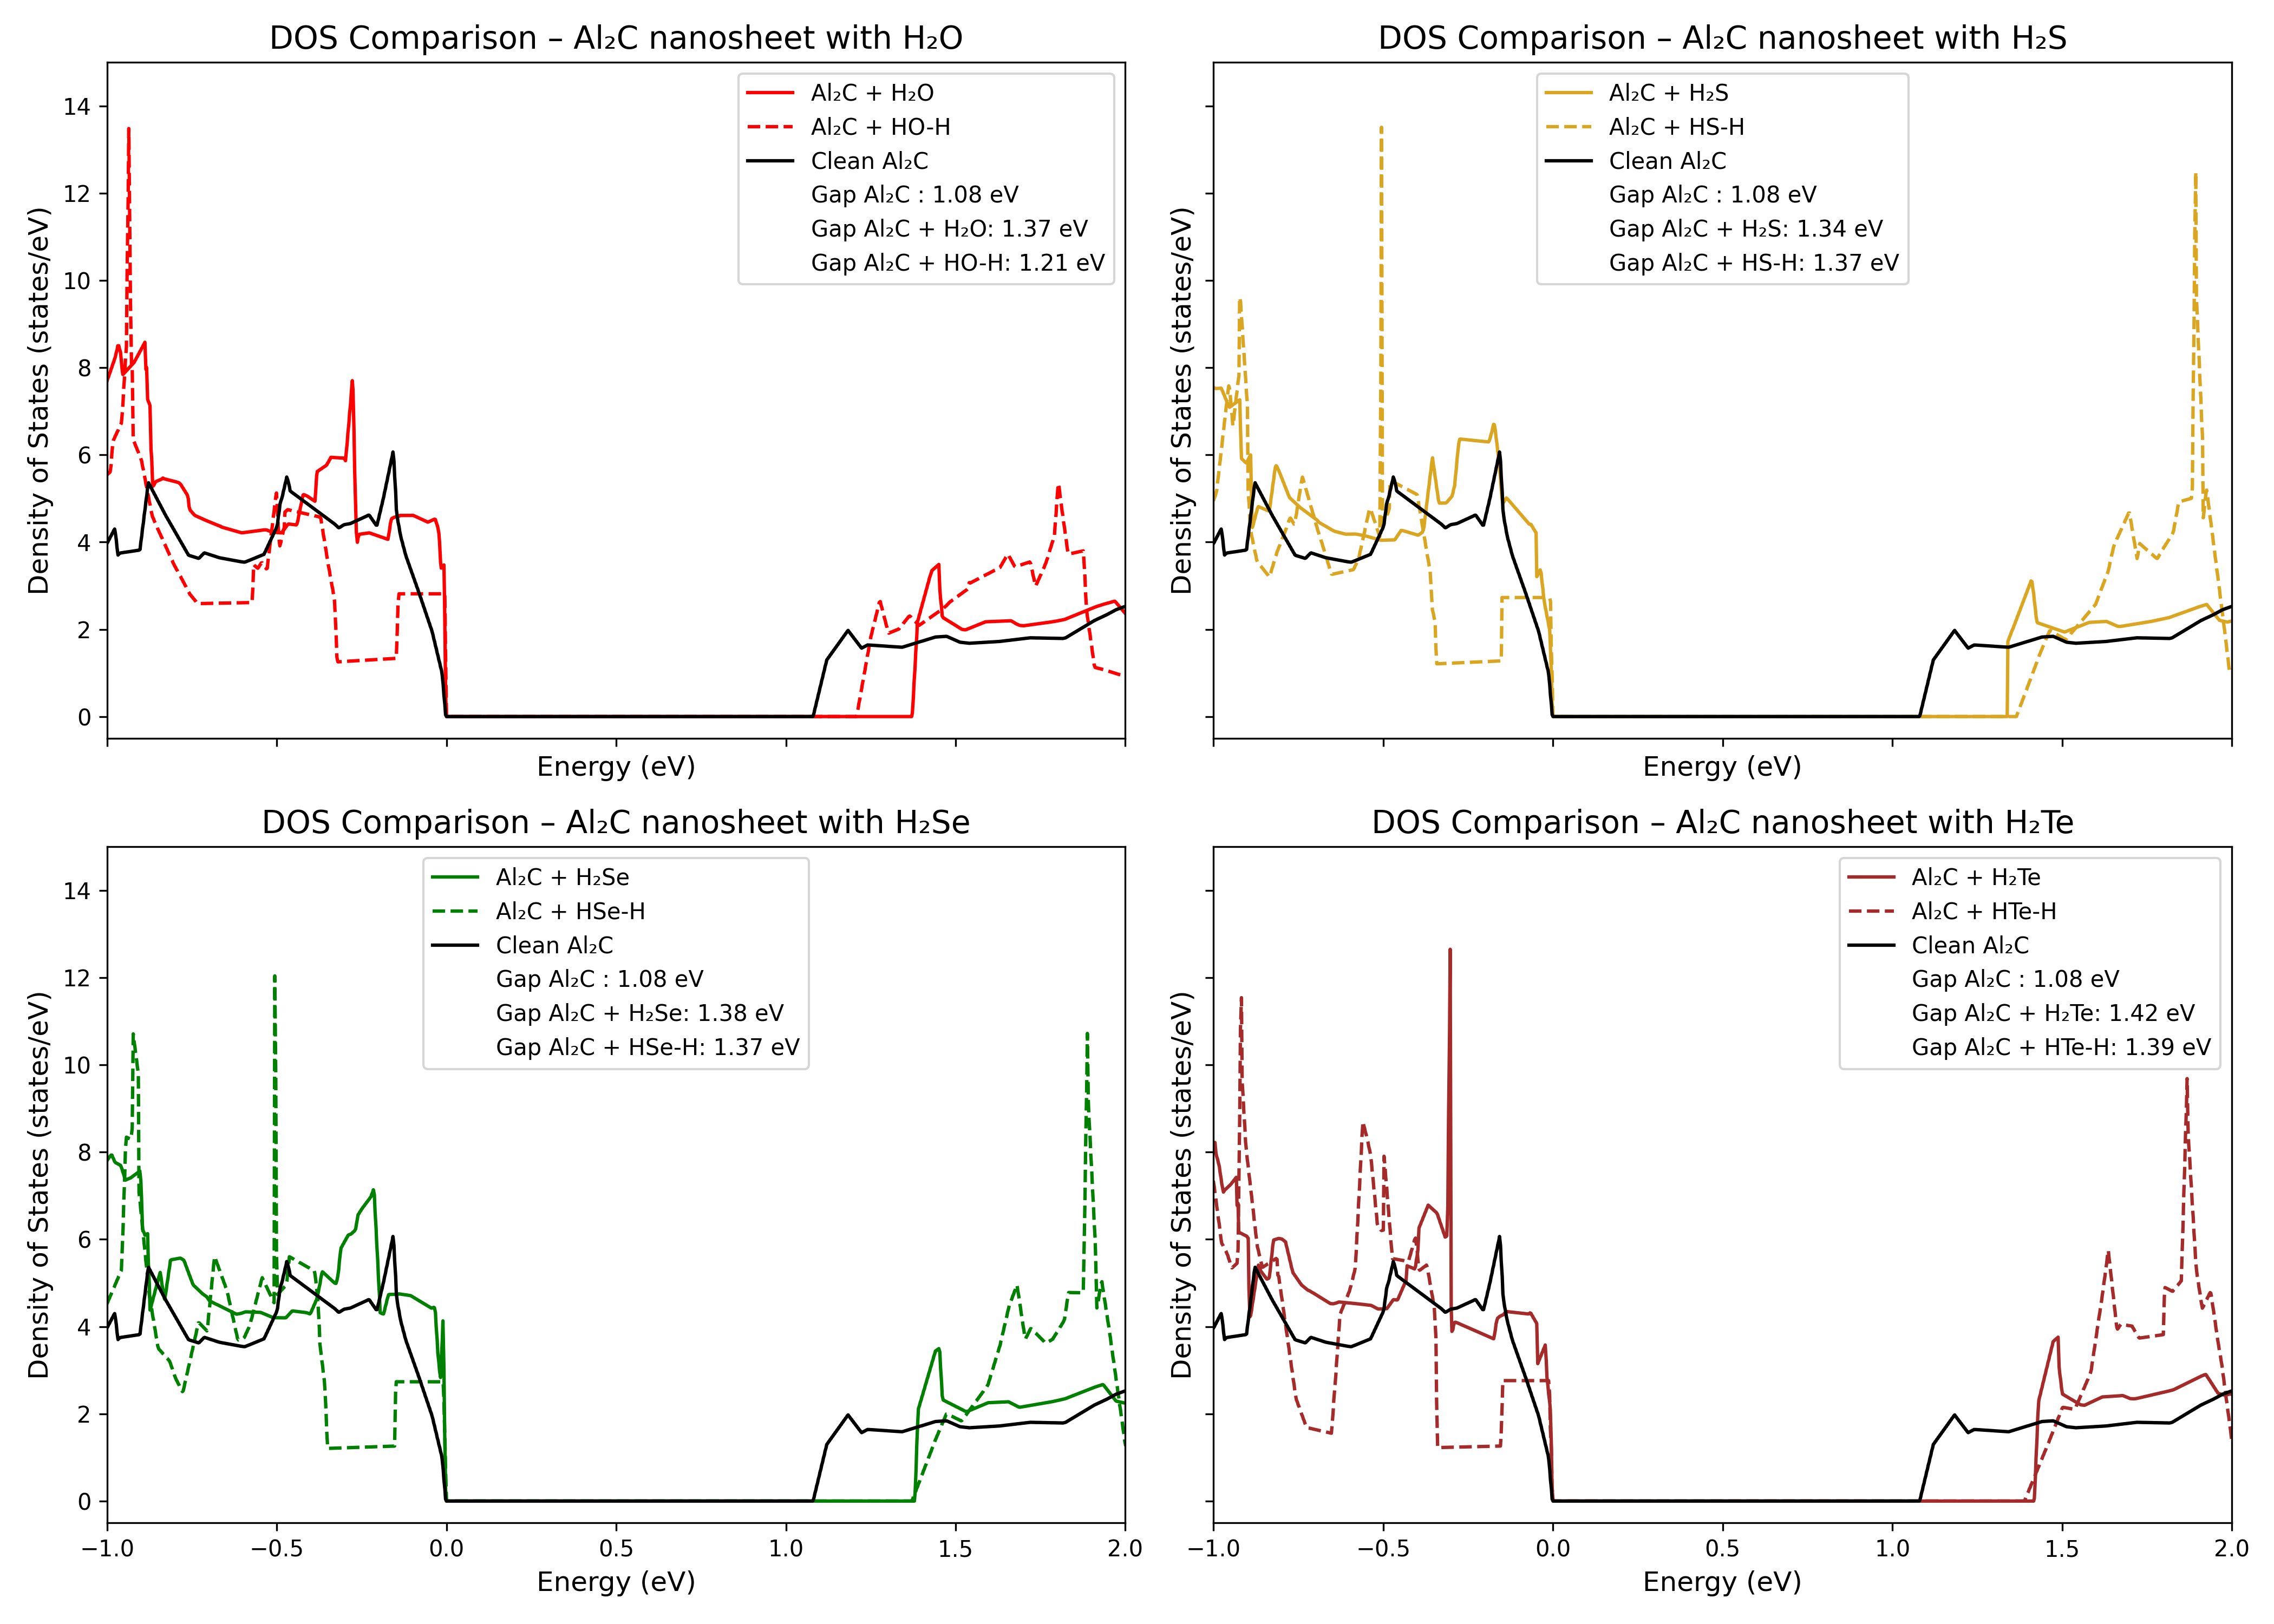 DOS Comparison – Al₂C nanosheet with H₂O
Al₂C + H₂O
Al₂C + HO-H
Clean Al₂C
Gap Al₂C : 1.08 eV
Gap Al₂C + H₂O: 1.37 eV
Gap Al₂C + HO-H: 1.21 eV
Density of States (states/eV)
14
12
10
8
6
4
2
0
Energy (eV)
DOS Comparison – Al₂C nanosheet with H₂S
Al₂C + H₂S
Al₂C + HS-H
Clean Al₂C
Gap Al₂C : 1.08 eV
Gap Al₂C + H₂S: 1.34 eV
Gap Al₂C + HS-H: 1.37 eV
Density of States (states/eV)
Energy (eV)
DOS Comparison – Al₂C nanosheet with H₂Se
Al₂C + H₂Se
Al₂C + HSe-H
Clean Al₂C
Gap Al₂C : 1.08 eV
Gap Al₂C + H₂Se: 1.38 eV
Gap Al₂C + HSe-H: 1.37 eV
Density of States (states/eV)
14
12
10
8
6
4
2
0
−1.0 −0.5 0.0 0.5 1.0 1.5 2.0
Energy (eV)
DOS Comparison – Al₂C nanosheet with H₂Te
Al₂C + H₂Te
Al₂C + HTe-H
Clean Al₂C
Gap Al₂C : 1.08 eV
Gap Al₂C + H₂Te: 1.42 eV
Gap Al₂C + HTe-H: 1.39 eV
Density of States (states/eV)
−1.0 −0.5 0.0 0.5 1.0 1.5 2.0
Energy (eV)